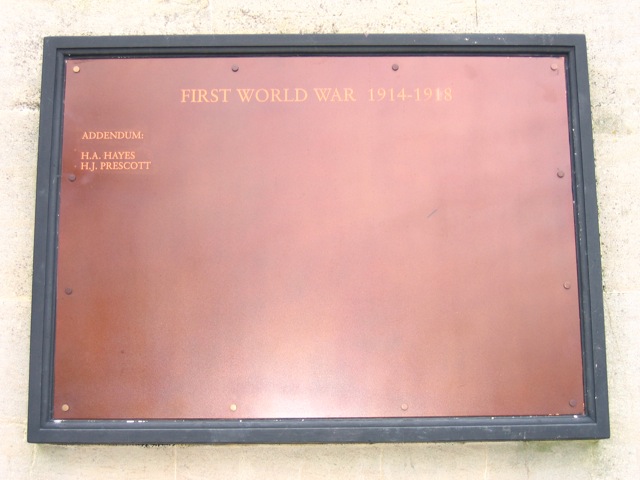 FIRST WORLD WAR 1914-1918
ADDENDUM:
H.A. HAYES
H.J. PRESCOTT